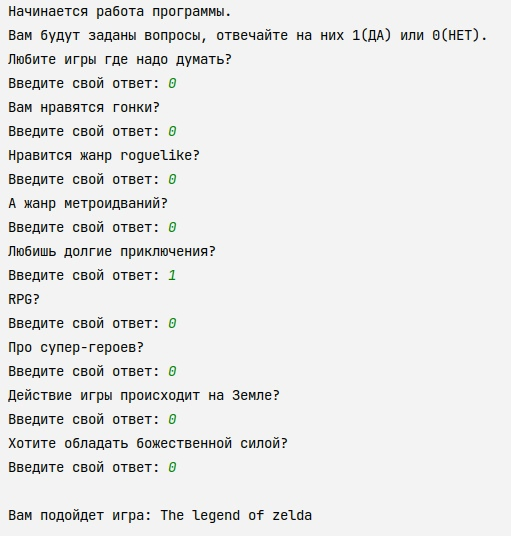 Начинается работа программы.
Вам будут заданы вопросы, отвечайте на них 1(ДА) или 0(НЕТ).
Любите игры где надо думать?
Введите свой ответ: 0
Вам нравятся гонки?
Введите свой ответ: 0
Нравится жанр roguelike?
Введите свой ответ: 0
А жанр метроидваний?
Введите свой ответ: 0
Любишь долгие приключения?
Введите свой ответ: 1
RPG?
Введите свой ответ: 0
Про супер-героев?
Введите свой ответ: 0
Действие игры происходит на Земле?
Введите свой ответ: 0
Хотите обладать божественной силой?
Введите свой ответ: 0
Вам подойдет игра: The legend of zelda